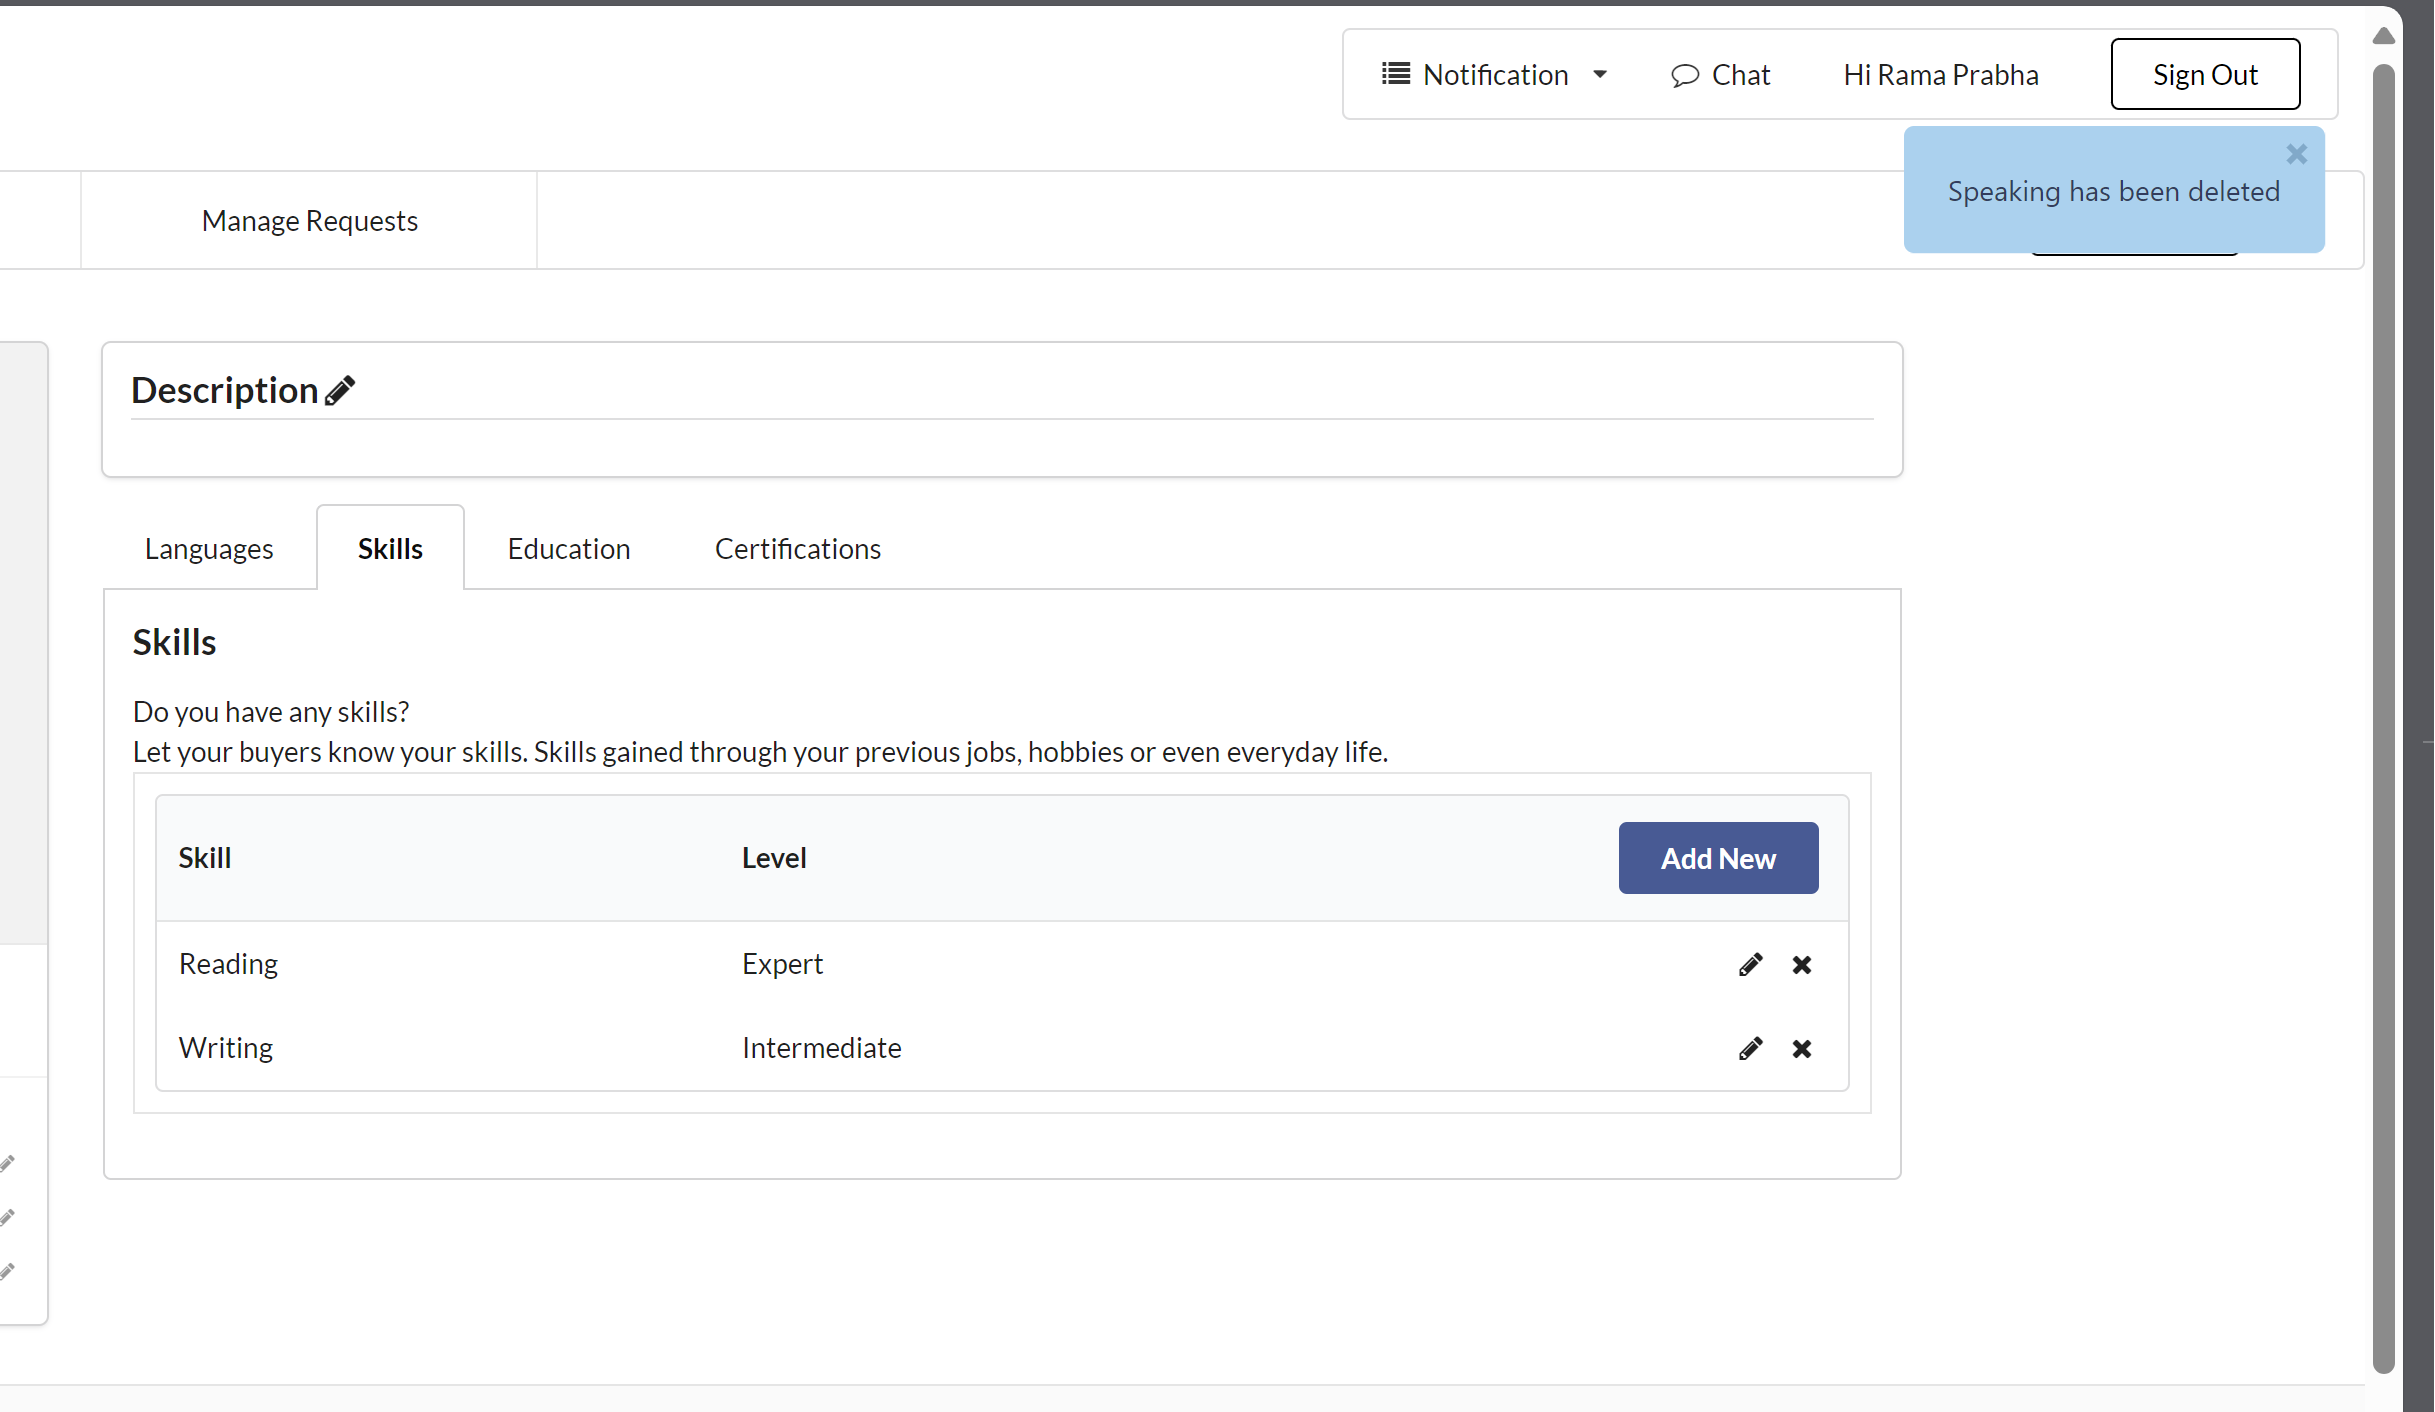 Notification
Chat
Hi Rama Prabha
Sign Out
Speaking has been deleted
Manage Requests
Description
Languages
Skills
Education
Certifications
Skills
Do you have any skills?
Let your buyers know your skills. Skills gained through your previous jobs, hobbies or even everyday life.
Skill Level Add New
Reading Expert
Writing Intermediate